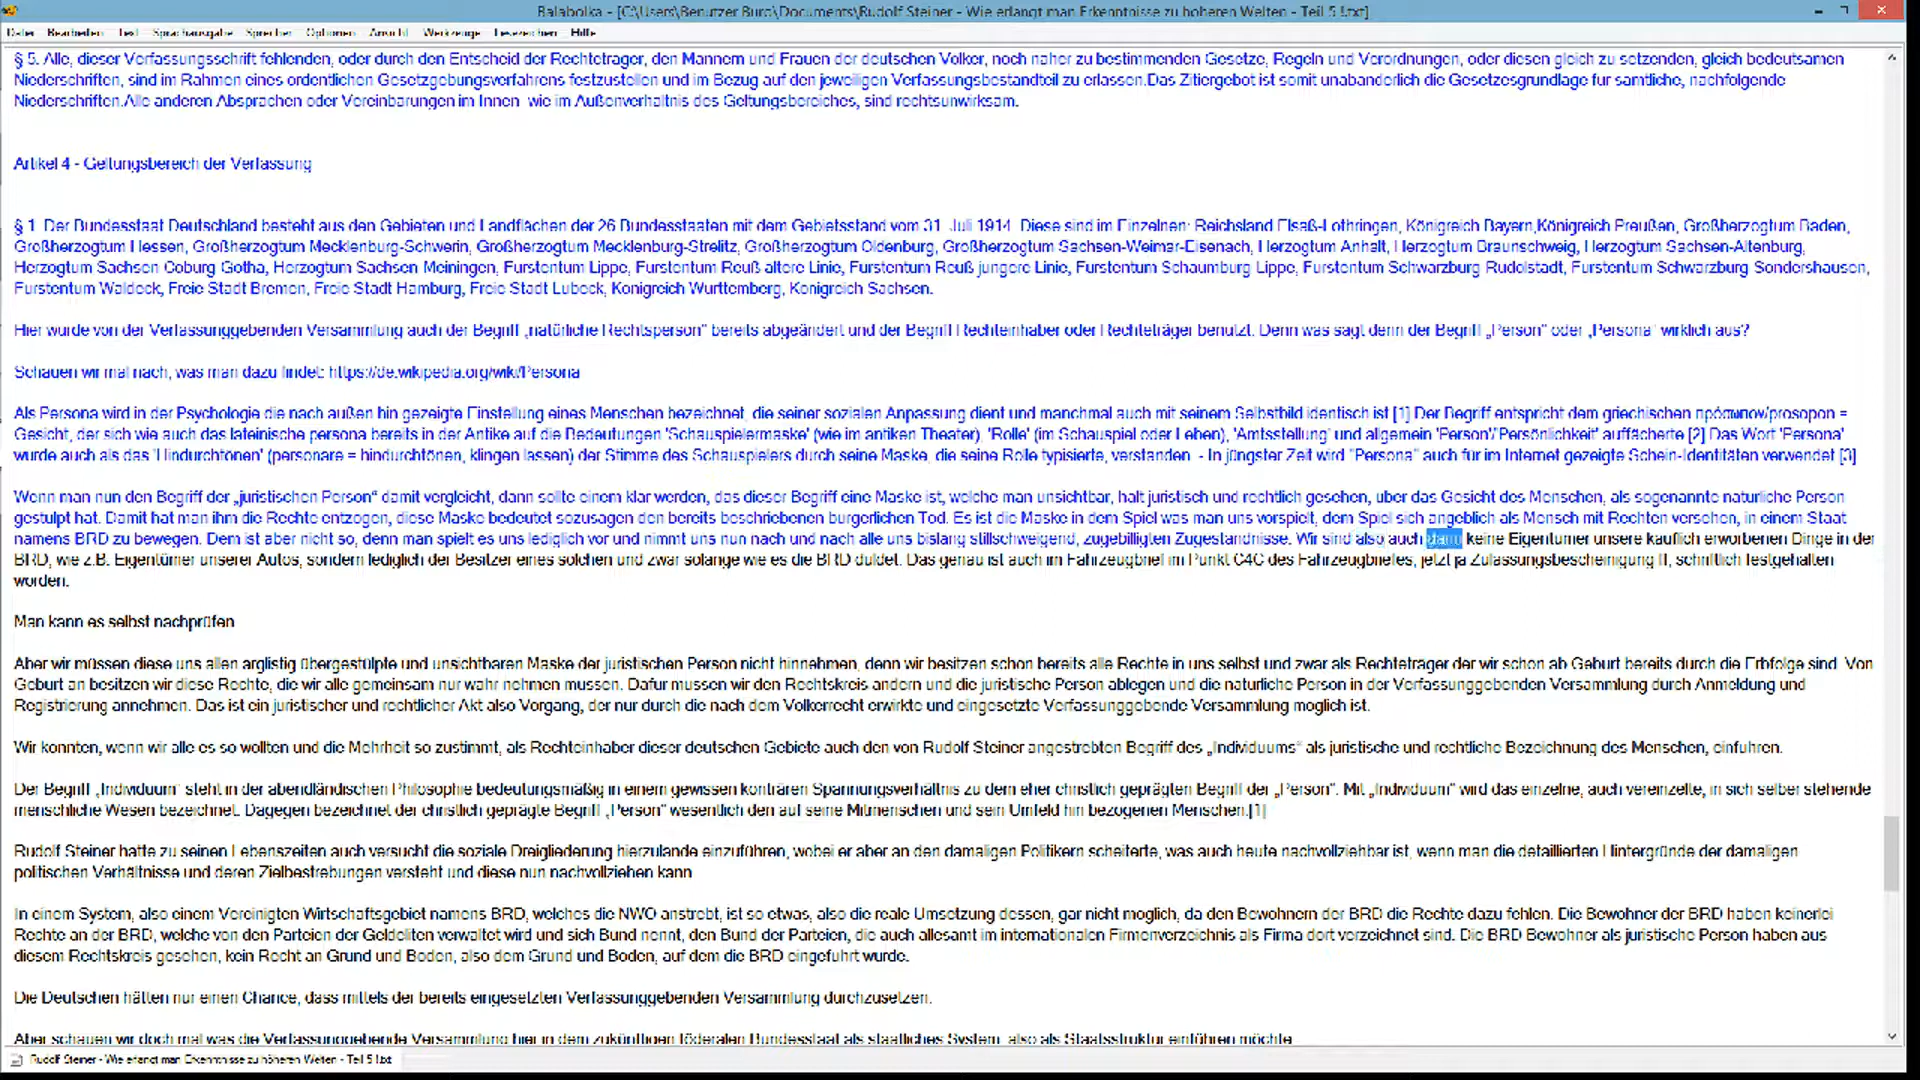 Balabolka - [C:\Users\Benutzer Büro\Documents\Rudolf Steiner - Wie erlangt man Erkenntnisse zu höheren Welten - Teil 5 !.txt]
Datei Bearbeiten Text Sprachausgabe Sprecher Optionen Ansicht Werkzeuge Lesezeichen Hilfe
§ 5. Alle, dieser Verfassungsschrift fehlenden, oder durch den Entscheid der Rechteträger, den Männern und Frauen der deutschen Völker, noch näher zu bestimmenden Gesetze, Regeln und Verordnungen, oder diesen gleich zu setzenden, gleich bedeutsamen
Niederschriften, sind im Rahmen eines ordentlichen Gesetzgebungsverfahrens festzustellen und im Bezug auf den jeweiligen Verfassungsbestandteil zu erlassen.Das Zitiergebot ist somit unabänderlich die Gesetzesgrundlage für sämtliche, nachfolgende
Niederschriften.Alle anderen Absprachen oder Vereinbarungen im Innen- wie im Außenverhältnis des Geltungsbereiches, sind rechtsunwirksam.
Artikel 4 - Geltungsbereich der Verfassung
§ 1. Der Bundesstaat Deutschland besteht aus den Gebieten und Landflächen der 26 Bundesstaaten mit dem Gebietsstand vom 31. Juli 1914. Diese sind im Einzelnen: Reichsland Elsaß-Lothringen, Königreich Bayern,Königreich Preußen, Großherzogtum Baden,
Großherzogtum Hessen, Großherzogtum Mecklenburg-Schwerin, Großherzogtum Mecklenburg-Strelitz, Großherzogtum Oldenburg, Großherzogtum Sachsen-Weimar-Eisenach, Herzogtum Anhalt, Herzogtum Braunschweig, Herzogtum Sachsen-Altenburg,
Herzogtum Sachsen-Coburg-Gotha, Herzogtum Sachsen-Meiningen, Fürstentum Lippe, Fürstentum Reuß ältere Linie, Fürstentum Reuß jüngere Linie, Fürstentum Schaumburg-Lippe, Fürstentum Schwarzburg-Rudolstadt, Fürstentum Schwarzburg-Sondershausen,
Fürstentum Waldeck, Freie Stadt Bremen, Freie Stadt Hamburg, Freie Stadt Lübeck, Königreich Württemberg, Königreich Sachsen.
Hier wurde von der Verfassunggebenden Versammlung auch der Begriff „natürliche Rechtsperson“ bereits abgeändert und der Begriff Rechteinhaber oder Rechteträger benutzt. Denn was sagt denn der Begriff „Person“ oder „Persona“ wirklich aus?
Schauen wir mal nach, was man dazu findet: https://de.wikipedia.org/wiki/Persona
Als Persona wird in der Psychologie die nach außen hin gezeigte Einstellung eines Menschen bezeichnet, die seiner sozialen Anpassung dient und manchmal auch mit seinem Selbstbild identisch ist.[1] Der Begriff entspricht dem griechischen πρόσωπον/prosopon =
Gesicht, der sich wie auch das lateinische persona bereits in der Antike auf die Bedeutungen 'Schauspielermaske' (wie im antiken Theater), 'Rolle' (im Schauspiel oder Leben), 'Amtsstellung' und allgemein 'Person'/'Persönlichkeit' auffächerte.[2] Das Wort 'Persona'
wurde auch als das 'Hindurchtönen' (personare = hindurchtönen, klingen lassen) der Stimme des Schauspielers durch seine Maske, die seine Rolle typisierte, verstanden. - In jüngster Zeit wird "Persona" auch für im Internet gezeigte Schein-Identitäten verwendet.[3]
Wenn man nun den Begriff der „juristischen Person“ damit vergleicht, dann sollte einem klar werden, das dieser Begriff eine Maske ist, welche man unsichtbar, halt juristisch und rechtlich gesehen, über das Gesicht des Menschen, als sogenannte natürliche Person
gestülpt hat. Damit hat man ihm die Rechte entzogen, diese Maske bedeutet sozusagen den bereits beschriebenen bürgerlichen Tod. Es ist die Maske in dem Spiel was man uns vorspielt, dem Spiel sich angeblich als Mensch mit Rechten versehen, in einem Staat
namens BRD zu bewegen. Dem ist aber nicht so, denn man spielt es uns lediglich vor und nimmt uns nun nach und nach alle uns bislang stillschweigend, zugebilligten Zugeständnisse. Wir sind also auch dann keine Eigentümer unsere käuflich erworbenen Dinge in der
BRD, wie z.B. Eigentümer unserer Autos, sondern lediglich der Besitzer eines solchen und zwar solange wie es die BRD duldet. Das genau ist auch im Fahrzeugbrief im Punkt C4C des Fahrzeugbriefes, jetzt ja Zulassungsbescheinigung II, schriftlich festgehalten
worden.
Man kann es selbst nachprüfen
Aber wir müssen diese uns allen arglistig übergestülpte und unsichtbaren Maske der juristischen Person nicht hinnehmen, denn wir besitzen schon bereits alle Rechte in uns selbst und zwar als Rechteträger der wir schon ab Geburt bereits durch die Erbfolge sind. Von
Geburt an besitzen wir diese Rechte, die wir alle gemeinsam nur wahr nehmen müssen. Dafür müssen wir den Rechtskreis ändern und die juristische Person ablegen und die natürliche Person in der Verfassunggebenden Versammlung durch Anmeldung und
Registrierung annehmen. Das ist ein juristischer und rechtlicher Akt also Vorgang, der nur durch die nach dem Völkerrecht erwirkte und eingesetzte Verfassunggebende Versammlung möglich ist.
Wir könnten, wenn wir alle es so wollten und die Mehrheit so zustimmt, als Rechteinhaber dieser deutschen Gebiete auch den von Rudolf Steiner angestrebten Begriff des „Individuums“ als juristische und rechtliche Bezeichnung des Menschen, einführen.
Der Begriff „Individuum“ steht in der abendländischen Philosophie bedeutungsmäßig in einem gewissen konträren Spannungsverhältnis zu dem eher christlich geprägten Begriff der „Person“. Mit „Individuum“ wird das einzelne, auch vereinzelte, in sich selber stehende
menschliche Wesen bezeichnet. Dagegen bezeichnet der christlich geprägte Begriff „Person“ wesentlich den auf seine Mitmenschen und sein Umfeld hin bezogenen Menschen.[1]
Rudolf Steiner hatte zu seinen Lebenszeiten auch versucht die soziale Dreigliederung hierzulande einzuführen, wobei er aber an den damaligen Politikern scheiterte, was auch heute nachvollziehbar ist, wenn man die detaillierten Hintergründe der damaligen
politischen Verhältnisse und deren Zielbestrebungen versteht und diese nun nachvollziehen kann.
In einem System, also einem Vereinigten Wirtschaftsgebiet namens BRD, welches die NWO anstrebt, ist so etwas, also die reale Umsetzung dessen, gar nicht möglich, da den Bewohnern der BRD die Rechte dazu fehlen. Die Bewohner der BRD haben keinerlei
Rechte an der BRD, welche von den Parteien der Geldeliten verwaltet wird und sich Bund nennt, den Bund der Parteien, die auch allesamt im internationalen Firmenverzeichnis als Firma dort verzeichnet sind. Die BRD Bewohner als juristische Person haben aus
diesem Rechtskreis gesehen, kein Recht an Grund und Boden, also dem Grund und Boden, auf dem die BRD eingeführt wurde.
Die Deutschen hätten nur einen Chance, dass mittels der bereits eingesetzten Verfassunggebenden Versammlung durchzusetzen.
Aber schauen wir doch mal was die Verfassunggebende Versammlung hier in dem zukünftigen föderalen Bundesstaat als staatliches System, also als Staatsstruktur einführen möchte
Rudolf Steiner - Wie erlangt man Erkenntnisse zu höheren Welten - Teil 5 !.txt